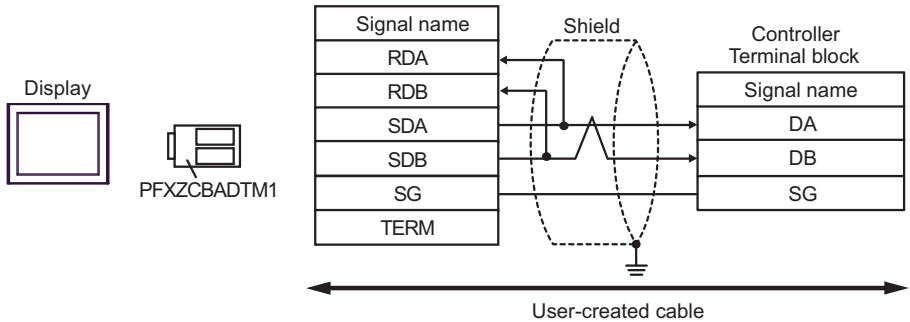 Display
PFXZCBADTM1
Signal name
RDA
RDB
SDA
SDB
SG
TERM
Shield
Controller
Terminal block
Signal name
DA
DB
SG
User-created cable